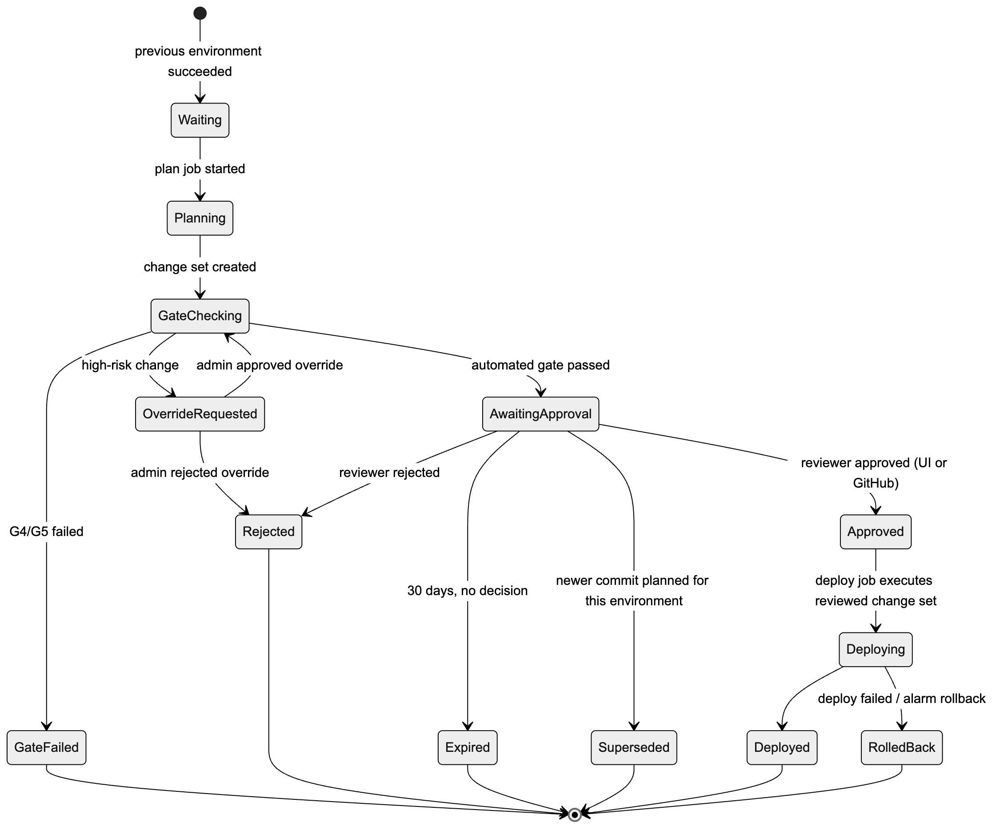 previous environment
succeeded
Waiting
plan job started
Planning
change set created
GateChecking
high-risk change
admin approved override
automated gate passed
OverrideRequested
AwaitingApproval
admin rejected override
reviewer rejected
reviewer approved (UI or
GitHub)
G4/G5 failed
Rejected
Approved
30 days, no decision
newer commit planned for
this environment
deploy job executes
reviewed change set
Deploying
deploy failed / alarm rollback
GateFailed
Expired
Superseded
Deployed
RolledBack